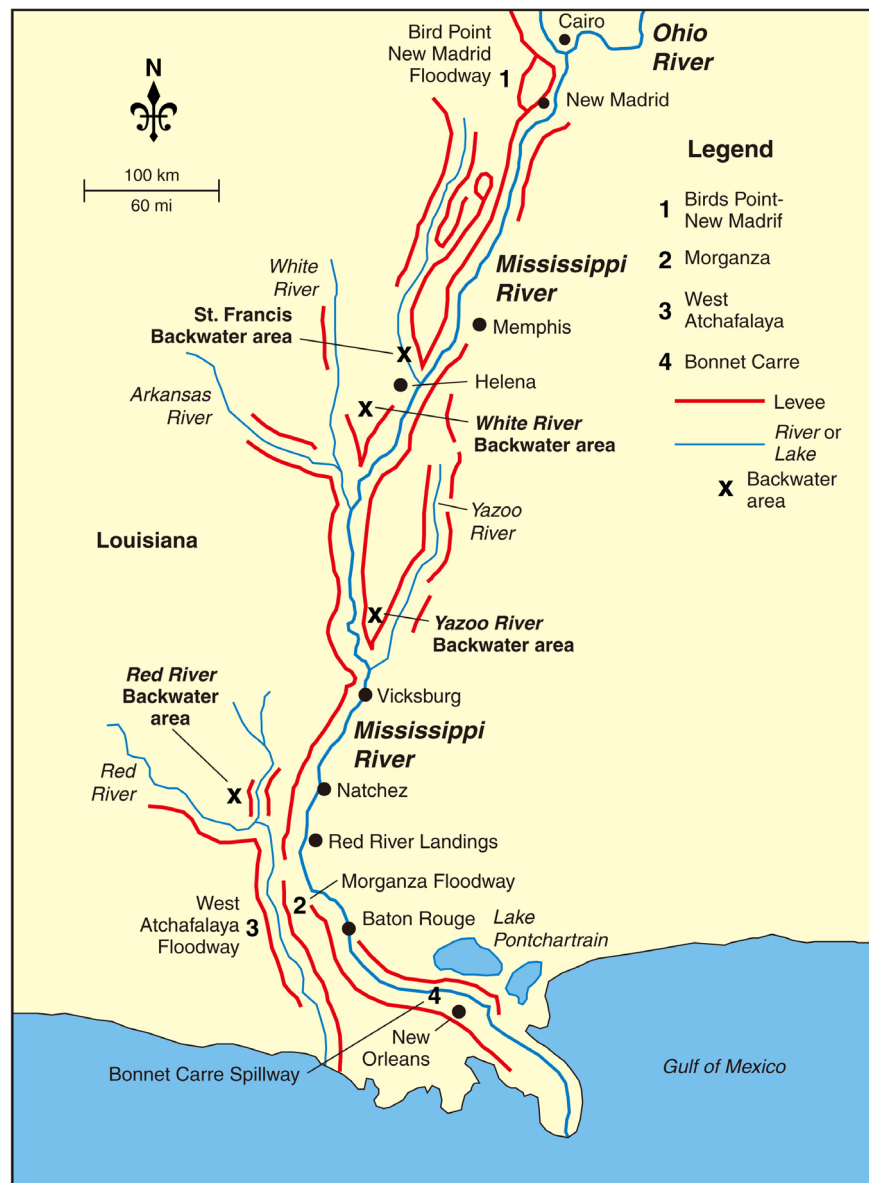 Cairo
Ohio
River
Bird Point
New Madrid
Floodway
1
New Madrid
N
100 km
60 mi
Legend
1 Birds Point-
New Madrif
2 Morganza
3 West
Atchafalaya
4 Bonnet Carre
Levee
River or
Lake
x Backwater
area
White
River
Mississippi
River
St. Francis
Backwater area
x
Memphis
Arkansas
River
Helena
x
White River
Backwater area
Yazoo
River
Louisiana
x
Yazoo River
Backwater area
Red River
Backwater
area
Vicksburg
Mississippi
River
Red
River
x
Natchez
Red River Landings
Morganza Floodway
2
West
Atchafalaya
Floodway
3
Baton Rouge
Lake
Pontchartrain
4
New
Orleans
Bonnet Carre Spillway
Gulf of Mexico